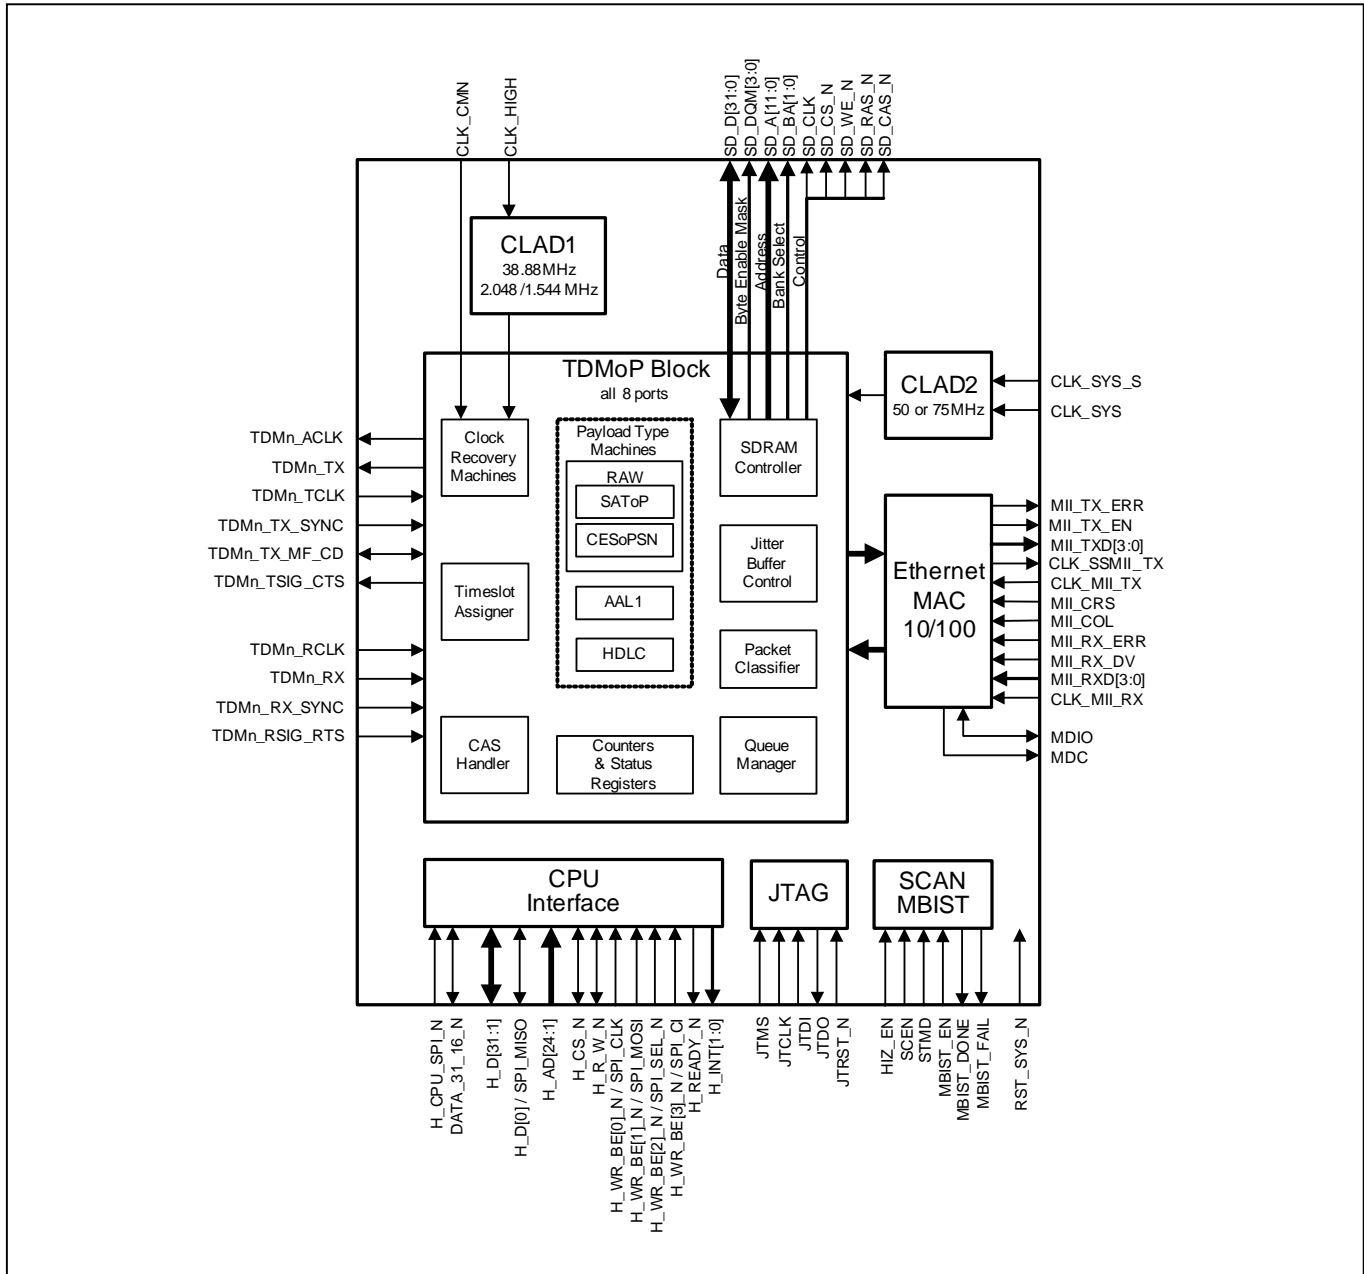 CLK_CMN
CLK_HIGH
SD_D[31:0]
SD_DQM[3:0]
SD_A[11:0]
SD_BA[1:0]
SD_CLK
SD_CS_N
SD_WE_N
SD_RAS_N
SD_CAS_N
CLAD1
38.88MHz
2.048 /1.544 MHz
Data
Byte Enable Mask
Address
Bank Select
Control
TDMoP Block
all 8 ports
CLAD2
50 or 75MHz
CLK_SYS_S
CLK_SYS
Clock
Recovery
Machines
Payload Type
Machines
RAW
SAToP
CESoPSN
AAL1
HDLC
SDRAM
Controller
Jitter
Buffer
Control
Timeslot
Assigner
Packet
Classifier
CAS
Handler
Counters
& Status
Registers
Queue
Manager
TDMn_ACLK
TDMn_TX
TDMn_TCLK
TDMn_TX_SYNC
TDMn_TX_MF_CD
TDMn_TSIG_CTS
TDMn_RCLK
TDMn_RX
TDMn_RX_SYNC
TDMn_RSIG_RTS
Ethernet
MAC
10/100
MII_TX_ERR
MII_TX_EN
MII_TXD[3:0]
CLK_SSMII_TX
CLK_MII_TX
MII_CRS
MII_COL
MII_RX_ERR
MII_RX_DV
MII_RXD[3:0]
CLK_MII_RX
MDIO
MDC
CPU
Interface
JTAG
SCAN
MBIST
H_CPU_SPI_N
DATA_31_16_N
H_D[31:1]
H_D[0] / SPI_MISO
H_AD[24:1]
H_CS_N
H_R_W_N
H_WR_BE[0]_N / SPI_CLK
H_WR_BE[1]_N / SPI_MOSI
H_WR_BE[2]_N / SPI_SEL_N
H_WR_BE[3]_N / SPI_CI
H_READY_N
H_INT[1:0]
JTMS
JTCLK
JTDI
JTDO
JTRST_N
HIZ_EN
SCEN
STMD
MBIST_EN
MBIST_DONE
MBIST_FAIL
RST_SYS_N